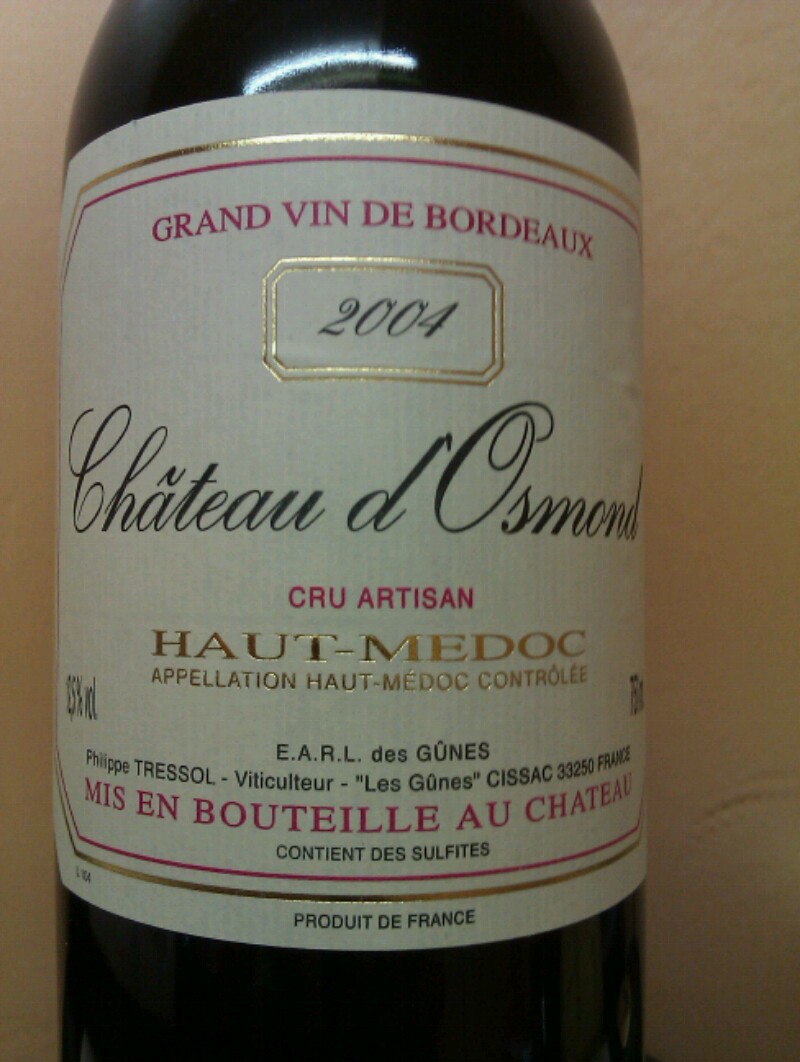 GRAND VIN DE BORDEAUX
2004
Château d'Osmond
CRU ARTISAN
HAUT-MEDOC
APPELLATION HAUT-MÉDOC CONTRÔLÉE
% vol.
E.A.R.L. des GÛNES
Philippe TRESSOL - Viticulteur - "Les Gûnes" CISSAC 33250 FRANCE
MIS EN BOUTEILLE AU CHATEAU
CONTIENT DES SULFITES
PRODUIT DE FRANCE